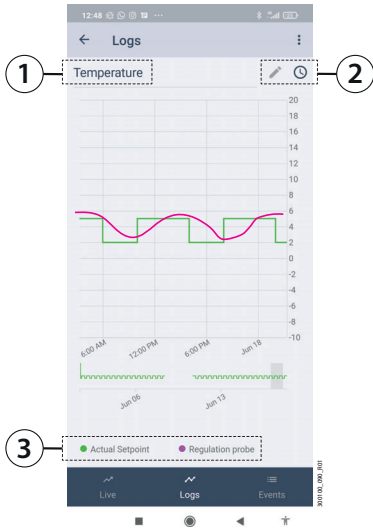 12:48
Logs
1
Temperature
2
20
18
16
14
12
10
8
6
4
2
0
-2
-4
-6
-8
-10
6:00 AM
12:00 PM
6:00 PM
Jun 18
Jun 06
Jun 13
3
Actual Setpoint
Regulation probe
300100_090_R01
Live
Logs
Events